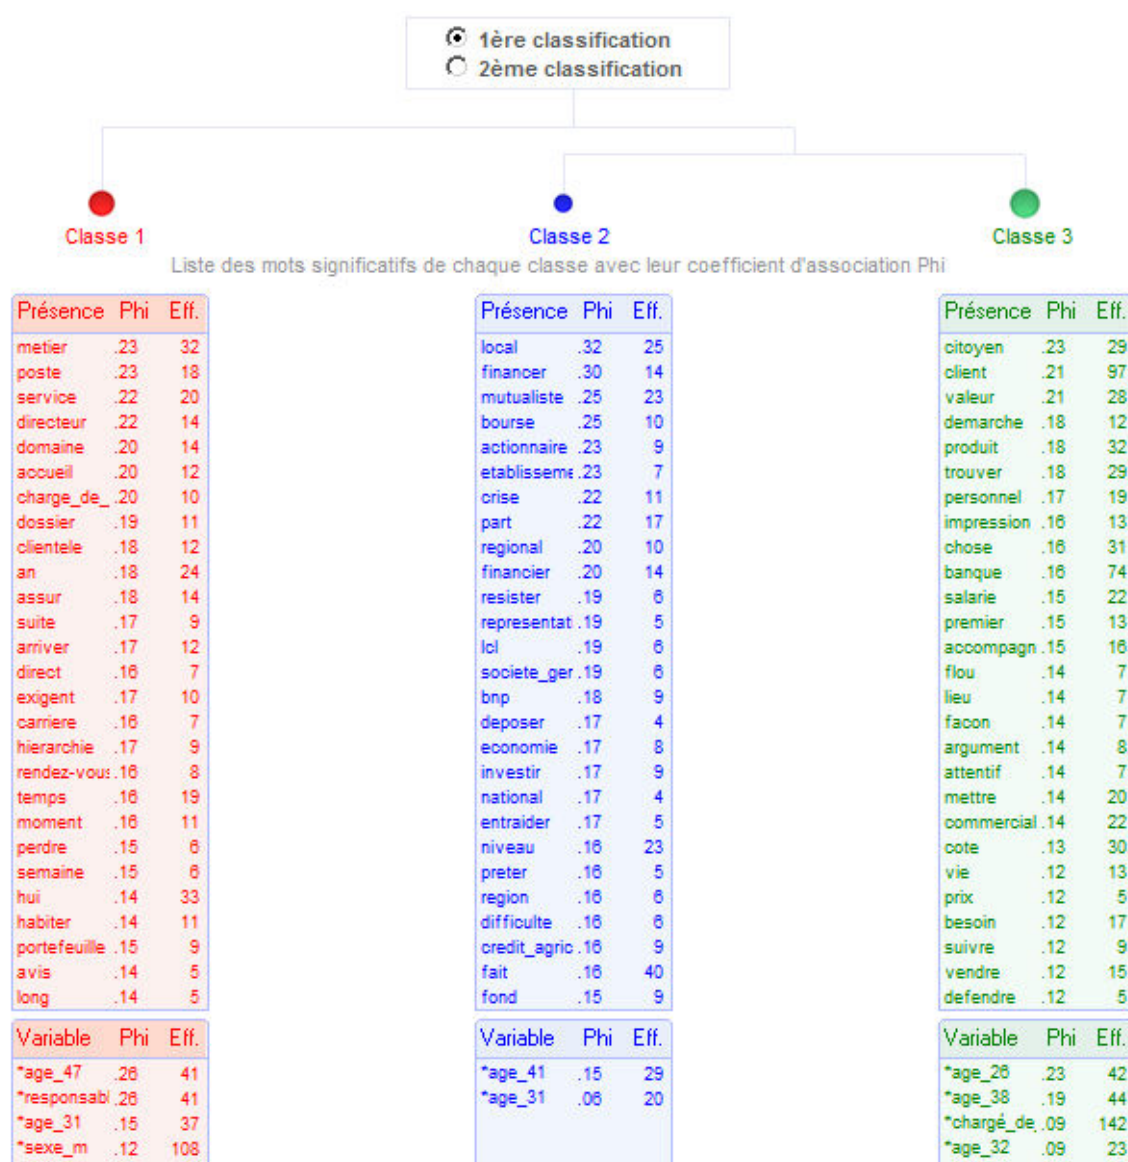 1ère classification
2ème classification
Classe 1
Classe 2
Classe 3
Liste des mots significatifs de chaque classe avec leur coefficient d'association Phi
Présence Phi Eff.
metier .23 32
poste .23 18
service .22 20
directeur .22 14
domaine .20 14
accueil .20 12
charge_de_ .20 10
dossier .19 11
clientele .18 12
an .18 24
assur .18 14
suite .17 9
arriver .17 12
direct .16 7
exigent .17 10
carriere .16 7
hierarchie .17 9
rendez-vous .16 8
temps .16 19
moment .16 11
perdre .15 6
semaine .15 6
hui .14 33
habiter .14 11
portefeuille .15 9
avis .14 5
long .14 5
Variable Phi Eff.
*age_47 .26 41
*responsabl .26 41
*age_31 .15 37
*sexe_m .12 108
Présence Phi Eff.
local .32 25
financer .30 14
mutualiste .25 23
bourse .25 10
actionnaire .23 9
etablisseme .23 7
crise .22 11
part .22 17
regional .20 10
financier .20 14
resister .19 6
representat .19 5
lcl .19 6
societe_ger .19 6
bnp .18 9
deposer .17 4
economie .17 8
investir .17 9
national .17 4
entraider .17 5
niveau .16 23
preter .16 5
region .16 6
difficulte .16 6
credit_agric .16 9
fait .16 40
fond .15 9
Variable Phi Eff.
*age_41 .15 29
*age_31 .06 20
Présence Phi Eff.
citoyen .23 29
client .21 97
valeur .21 28
demarche .18 12
produit .18 32
trouver .18 29
personnel .17 19
impression .16 13
chose .16 31
banque .16 74
salarie .15 22
premier .15 13
accompagn .15 16
flou .14 7
lieu .14 7
facon .14 7
argument .14 8
attentif .14 7
mettre .14 20
commercial .14 22
cote .13 30
vie .12 13
prix .12 5
besoin .12 17
suivre .12 9
vendre .12 15
defendre .12 5
Variable Phi Eff.
*age_26 .23 42
*age_38 .19 44
*chargé_de_ .09 142
*age_32 .09 23